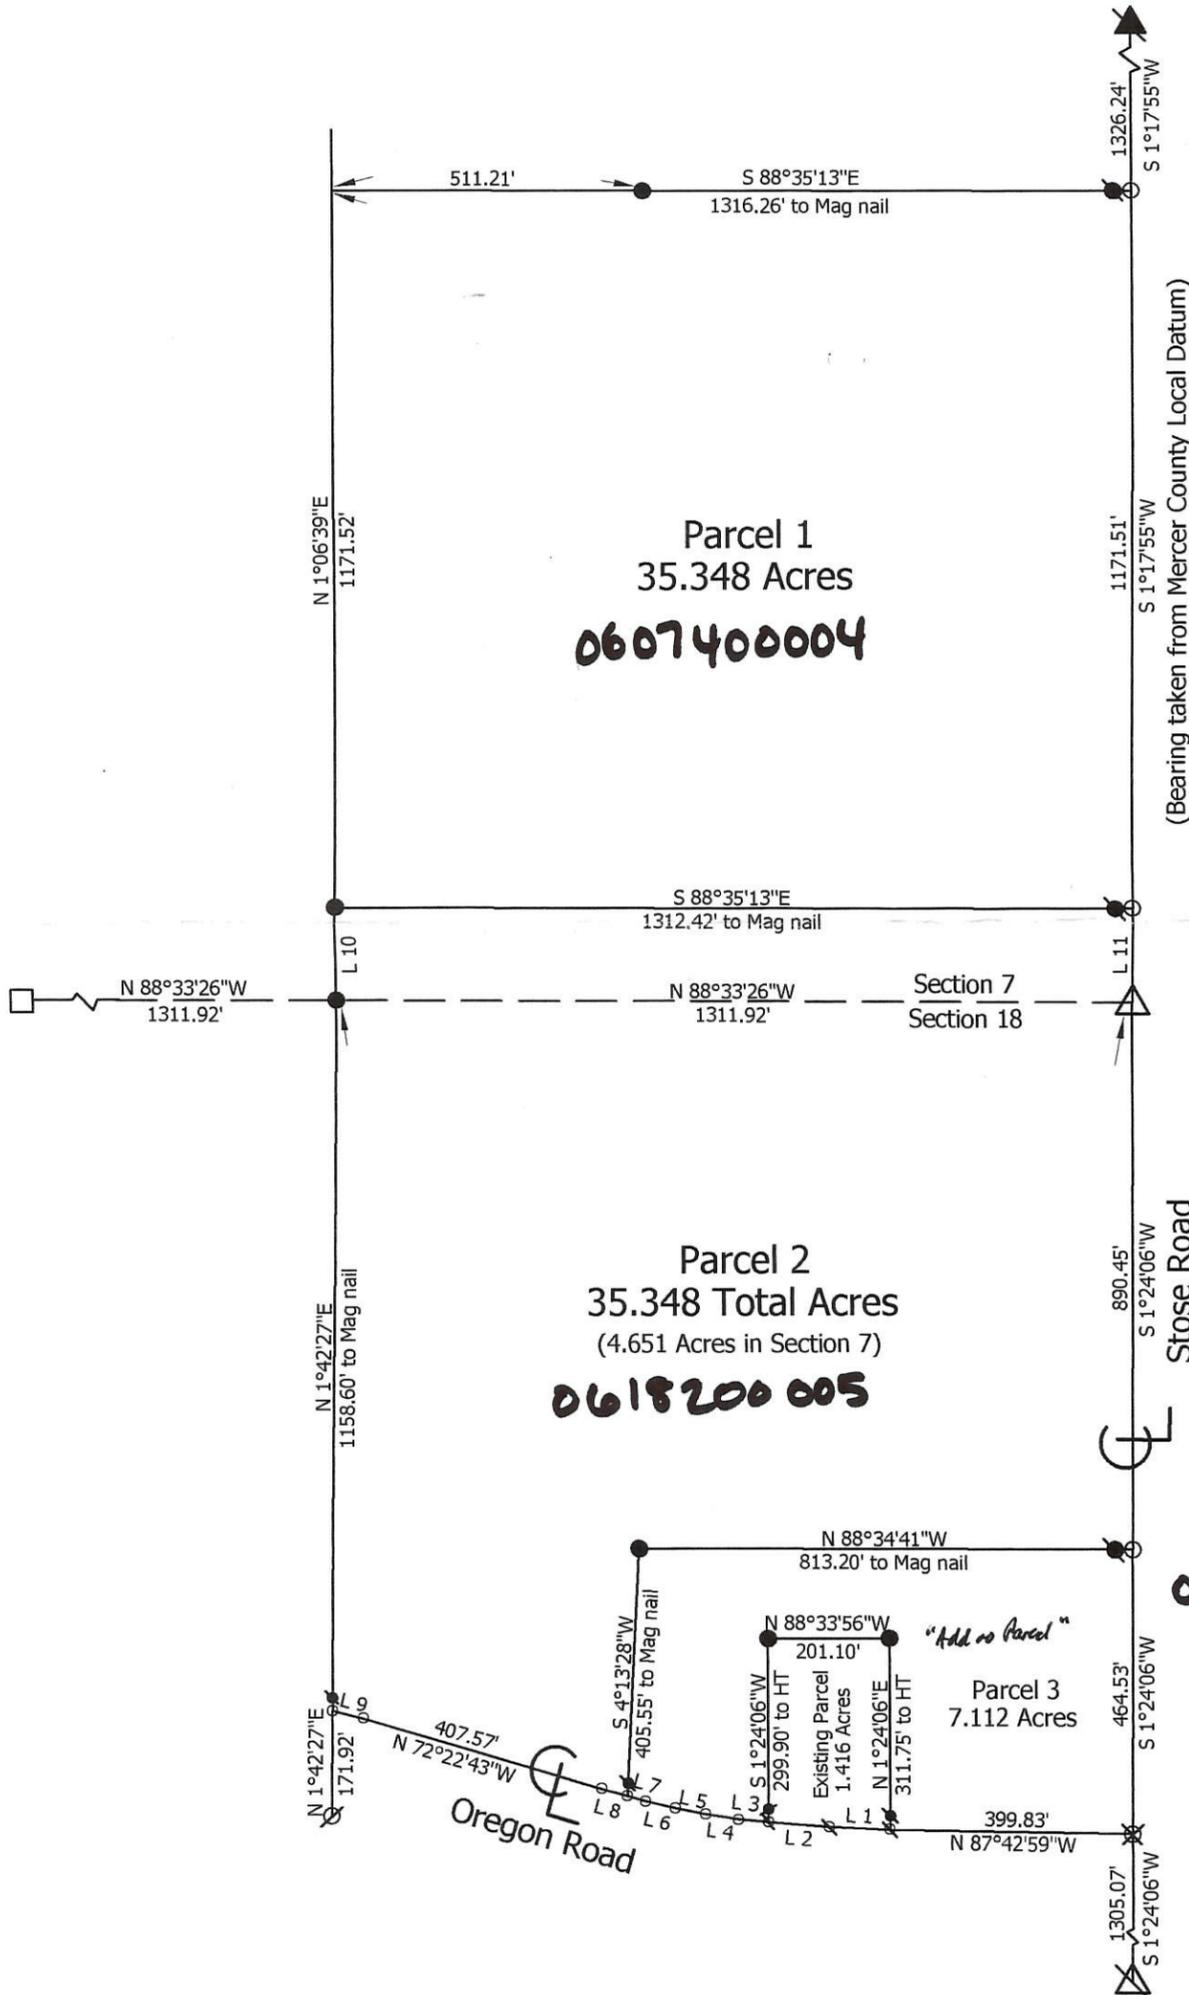 1326.24'
S 1°17'55"W
511.21'
S 88°35'13"E
1316.26' to Mag nail
N 1°06'39"E
1171.52'
Parcel 1
35.348 Acres
0607400004
1171.51'
S 1°17'55"W
(Bearing taken from Mercer County Local Datum)
S 88°35'13"E
1312.42' to Mag nail
L 10
L 11
N 88°33'26"W
1311.92'
N 88°33'26"W
1311.92'
Section 7
Section 18
Parcel 2
35.348 Total Acres
(4.651 Acres in Section 7)
0618200005
N 1°42'27"E
1158.60' to Mag nail
890.45'
S 1°24'06"W
Stose Road
CL
N 88°34'41"W
813.20' to Mag nail
S 4°13'28"W
405.55' to Mag nail
N 88°33'56"W
201.10'
"Add no Parcel"
S 1°24'06"W
299.90' to HT
Existing Parcel
1.416 Acres
N 1°24'06"E
311.75' to HT
Parcel 3
7.112 Acres
464.53'
S 1°24'06"W
N 1°42'27"E
171.92'
L 9
407.57'
N 72°22'43"W
CL
Oregon Road
L 8
L 7
L 6
L 5
L 4
L 3
L 2
L 1
399.83'
N 87°42'59"W
1305.07'
S 1°24'06"W